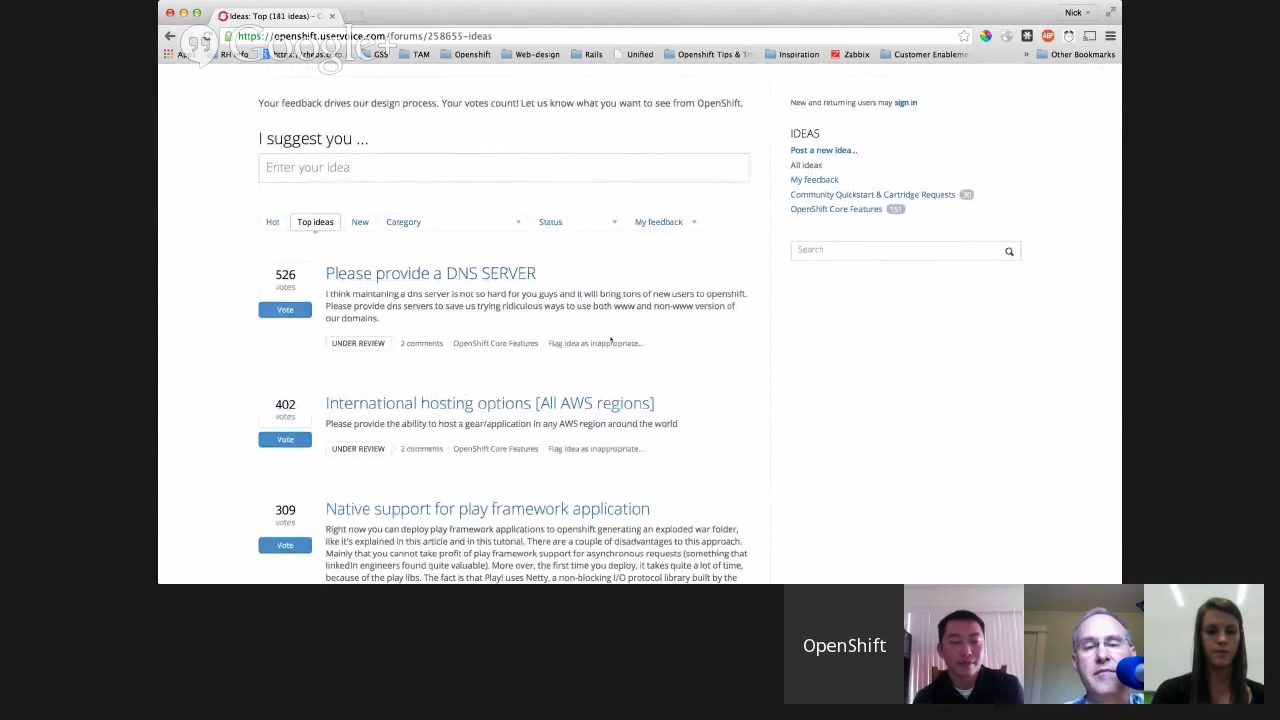 Ideas: Top (181 ideas) – C
Nick
https://openshift.uservoice.com/forums/258655-ideas
Google+
Apps RH Info GSS TAM Openshift Web-design Rails Unified Openshift Tips & Tri Inspiration Zabbix Customer Enableme » Other Bookmarks
Your feedback drives our design process. Your votes count! Let us know what you want to see from OpenShift.
New and returning users may sign in
I suggest you ...
IDEAS
Post a new idea...
Enter your idea
All ideas
My feedback
Community Quickstart & Cartridge Requests 30
OpenShift Core Features 151
Hot Top ideas New Category Status My feedback
Search
526
votes
Vote
Please provide a DNS SERVER
I think maintaning a dns server is not so hard for you guys and it will bring tons of new users to openshift.
Please provide dns servers to save us trying ridiculous ways to use both www and non-www version of
our domains.
UNDER REVIEW 2 comments OpenShift Core Features Flag idea as inappropriate...
402
votes
Vote
International hosting options [All AWS regions]
Please provide the ability to host a gear/application in any AWS region around the world
UNDER REVIEW 2 comments OpenShift Core Features Flag idea as inappropriate...
309
votes
Vote
Native support for play framework application
Right now you can deploy play framework applications to openshift generating an exploded war folder,
like it's explained in this article and in this tutorial. There are a couple of disadvantages to this approach.
Mainly that you cannot take profit of play framework support for asynchronous requests (something that
linkedIn engineers found quite valuable). More over, the first time you deploy, it takes quite a lot of time,
because of the play libs. The fact is that Play! uses Netty, a non-blocking I/O protocol library built by the
OpenShift